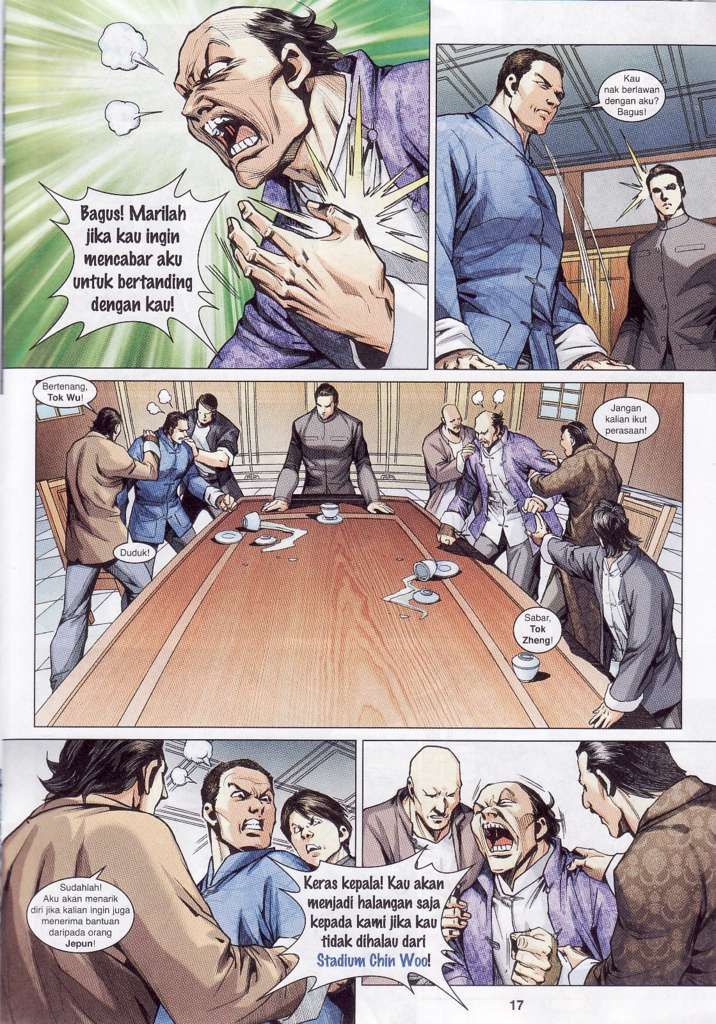 Bagus! Marilah
jika kau ingin
mencabar aku
untuk bertanding
dengan kau!
Kau
nak berlawan
dengan aku?
Bagus!
Bertenang,
Tok Wu!
Jangan
kalian ikut
perasaan!
Duduk!
Sabar,
Tok
Zheng!
Sudahlah!
Aku akan menarik
diri jika kalian ingin juga
menerima bantuan
daripada orang
Jepun!
Keras kepala! Kau akan
menjadi halangan saja
kepada kami jika kau
tidak dihalau dari
Stadium Chin Woo!
17